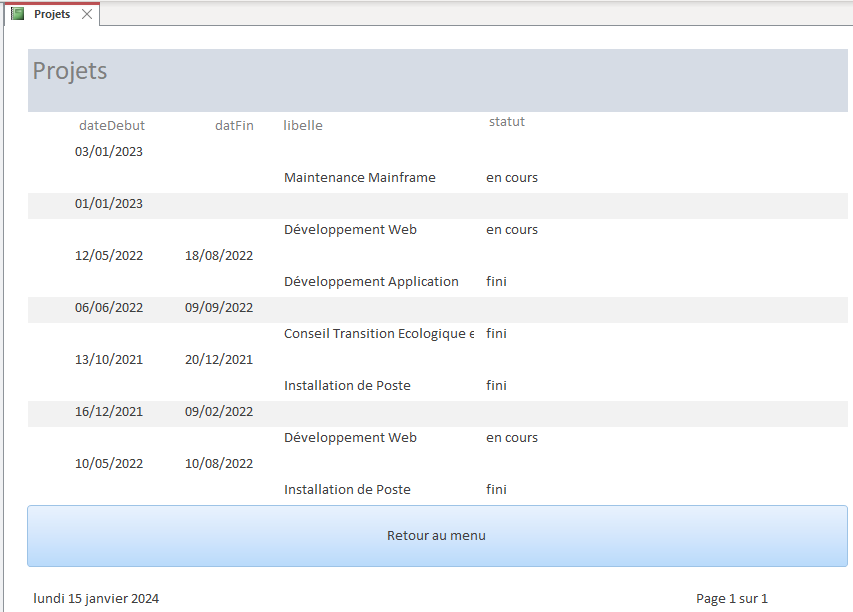 Projets
Projets
dateDebut datFin libelle statut
03/01/2023
Maintenance Mainframe en cours
01/01/2023
Développement Web en cours
12/05/2022 18/08/2022
Développement Application fini
06/06/2022 09/09/2022
Conseil Transition Ecologique e fini
13/10/2021 20/12/2021
Installation de Poste fini
16/12/2021 09/02/2022
Développement Web en cours
10/05/2022 10/08/2022
Installation de Poste fini
Retour au menu
lundi 15 janvier 2024 Page 1 sur 1